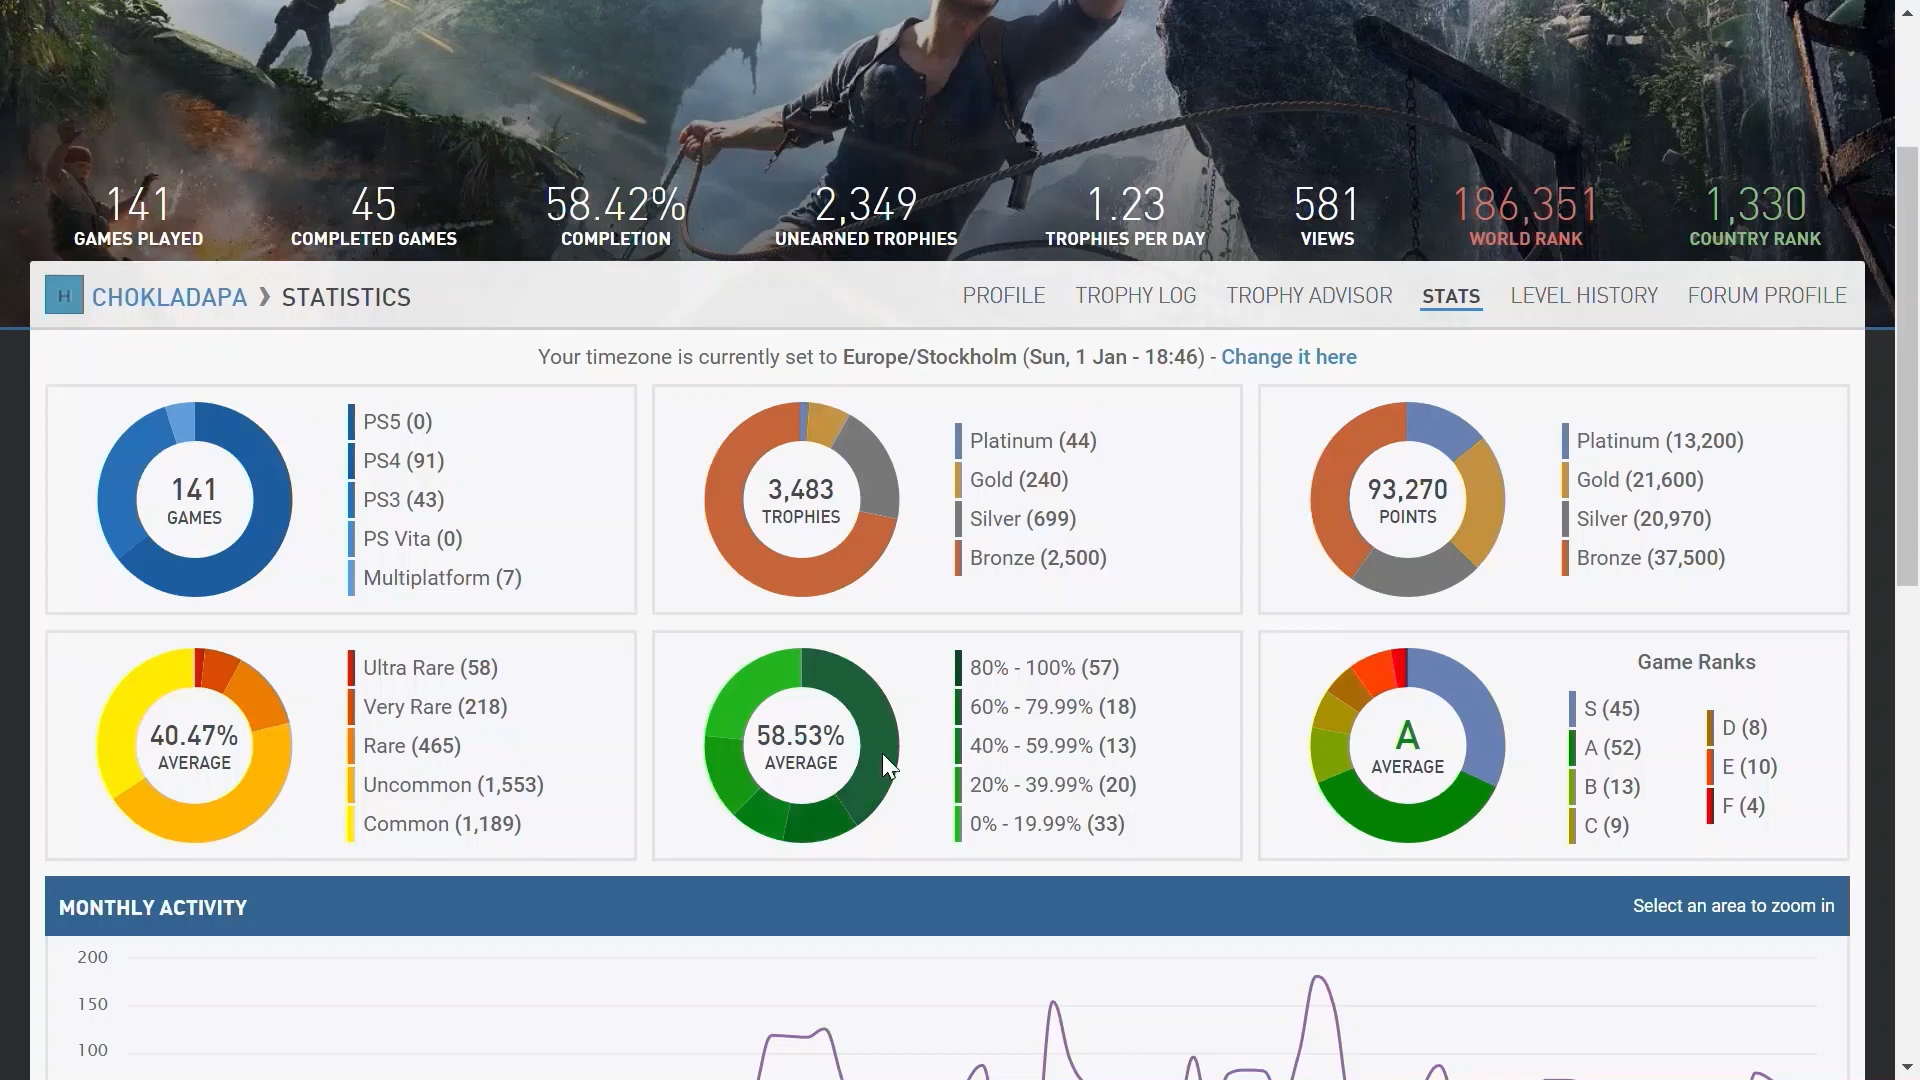 141
GAMES PLAYED
45
COMPLETED GAMES
58.42%
COMPLETION
2,349
UNEARNED TROPHIES
1.23
TROPHIES PER DAY
581
VIEWS
186,351
WORLD RANK
1,330
COUNTRY RANK
H CHOKLADAPA ❯ STATISTICS
PROFILE TROPHY LOG TROPHY ADVISOR STATS LEVEL HISTORY FORUM PROFILE
Your timezone is currently set to Europe/Stockholm (Sun, 1 Jan - 18:46) - Change it here
141
GAMES
PS5 (0)
PS4 (91)
PS3 (43)
PS Vita (0)
Multiplatform (7)
3,483
TROPHIES
Platinum (44)
Gold (240)
Silver (699)
Bronze (2,500)
93,270
POINTS
Platinum (13,200)
Gold (21,600)
Silver (20,970)
Bronze (37,500)
40.47%
AVERAGE
Ultra Rare (58)
Very Rare (218)
Rare (465)
Uncommon (1,553)
Common (1,189)
58.53%
AVERAGE
80% - 100% (57)
60% - 79.99% (18)
40% - 59.99% (13)
20% - 39.99% (20)
0% - 19.99% (33)
A
AVERAGE
Game Ranks
S (45)
A (52)
B (13)
C (9)
D (8)
E (10)
F (4)
MONTHLY ACTIVITY
Select an area to zoom in
200
150
100